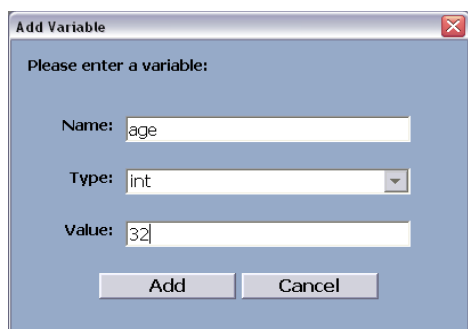 Add Variable
Please enter a variable:
Name: age
Type: int
Value: 32
Add Cancel